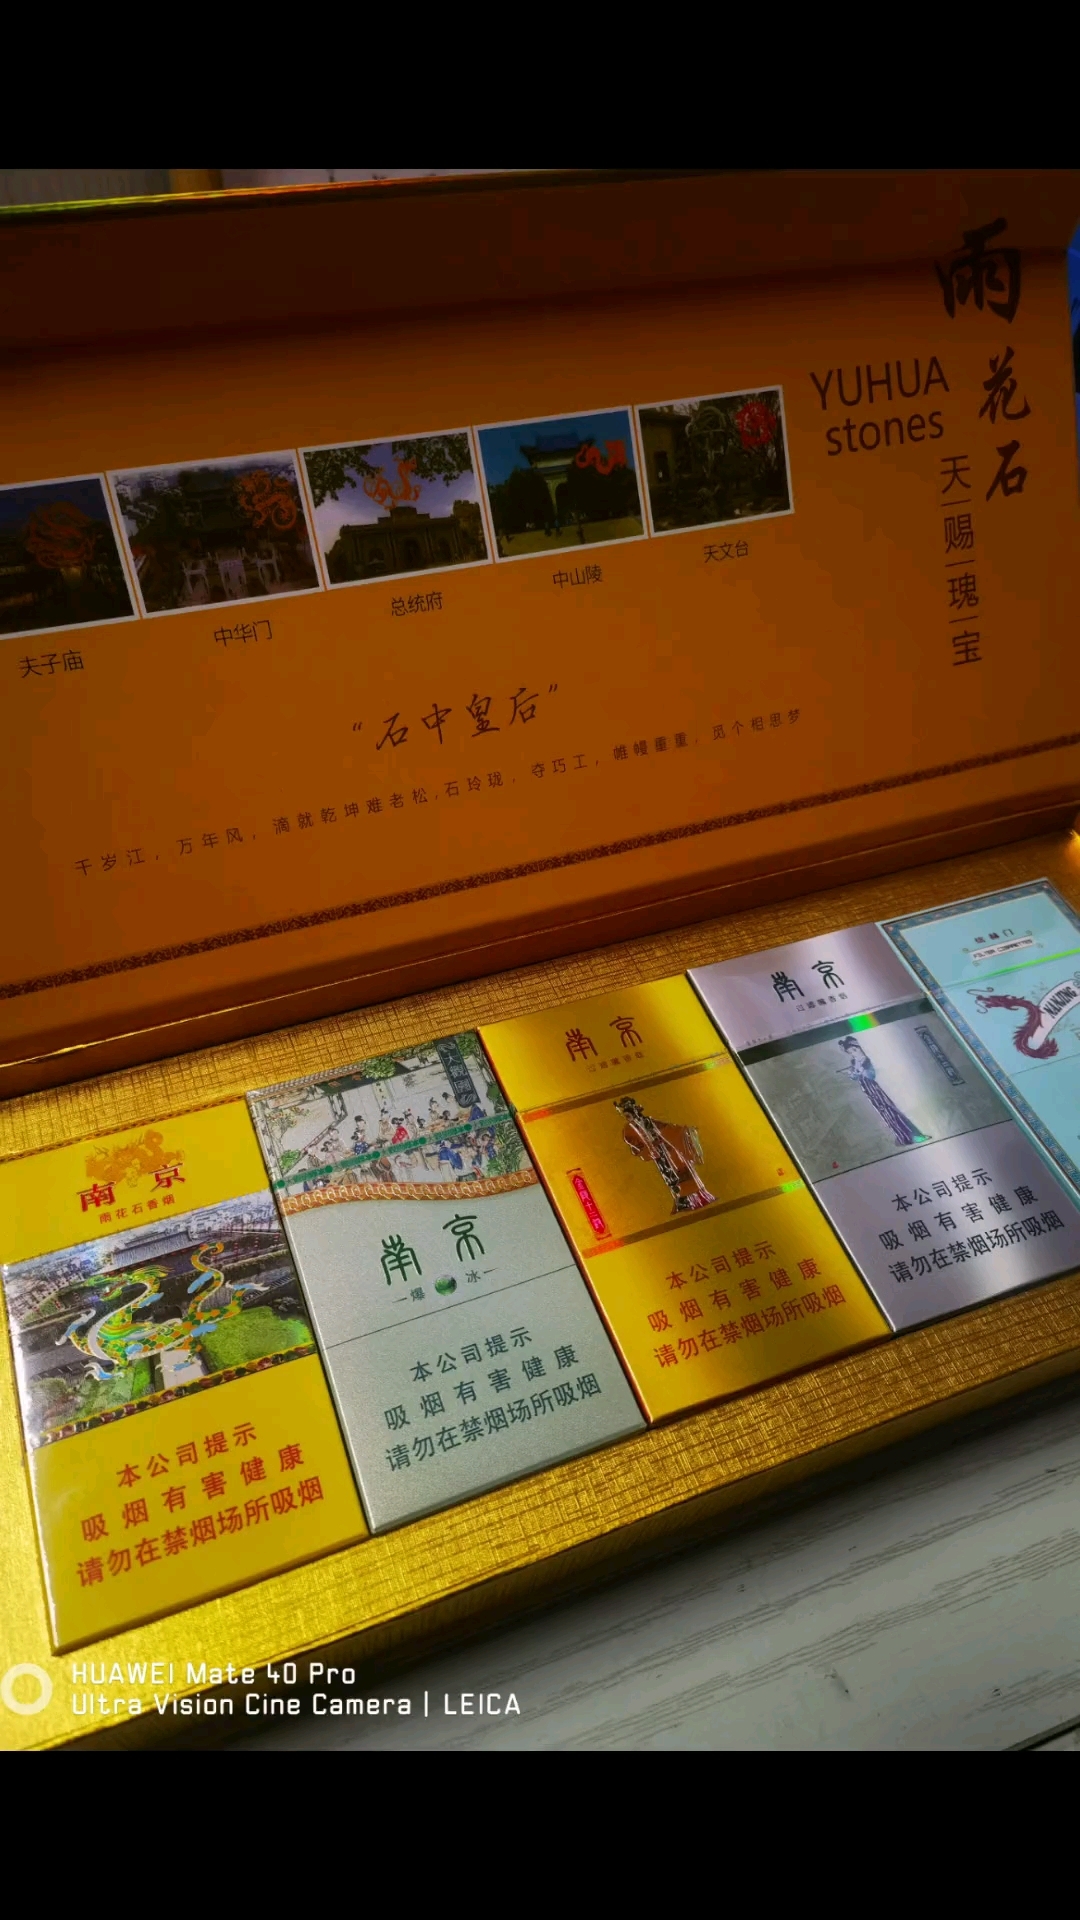 雨花石
YUHUA
stones
天赐瑰宝
夫子庙
中华门
总统府
中山陵
天文台
“石中皇后”
千岁江，万年风，滴就乾坤难老松，石玲珑，夺巧工，帷幔重重，觅个相思梦
南京
雨花石香烟
本公司提示
吸烟有害健康
请勿在禁烟场所吸烟
南京
爆 冰
本公司提示
吸烟有害健康
请勿在禁烟场所吸烟
南京
本公司提示
吸烟有害健康
请勿在禁烟场所吸烟
南京
本公司提示
吸烟有害健康
请勿在禁烟场所吸烟
NANJING
HUAWEI Mate 40 Pro
Ultra Vision Cine Camera | LEICA